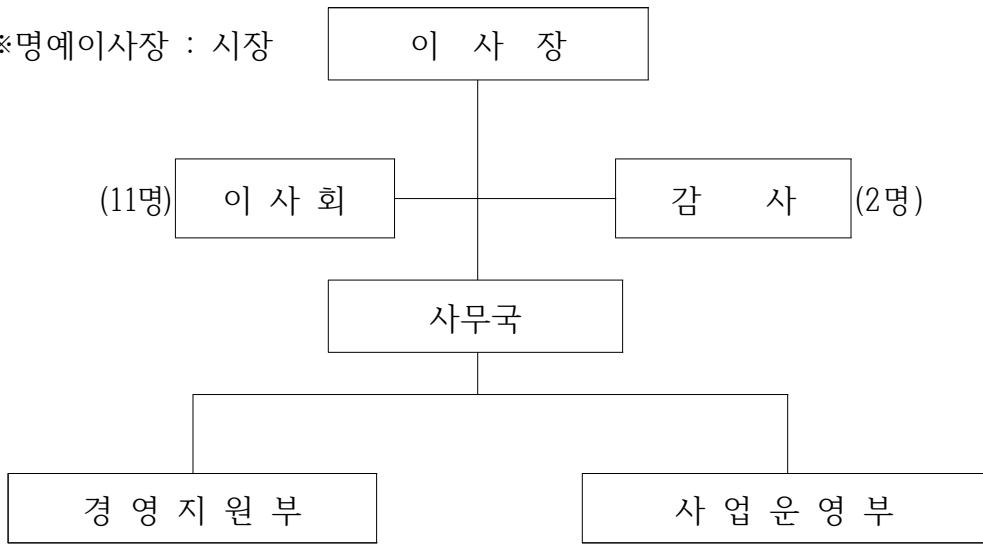 ※명예이사장 : 시장
이 사 장
(11명) 이 사 회 감 사 (2명)
사무국
경 영 지 원 부 사 업 운 영 부